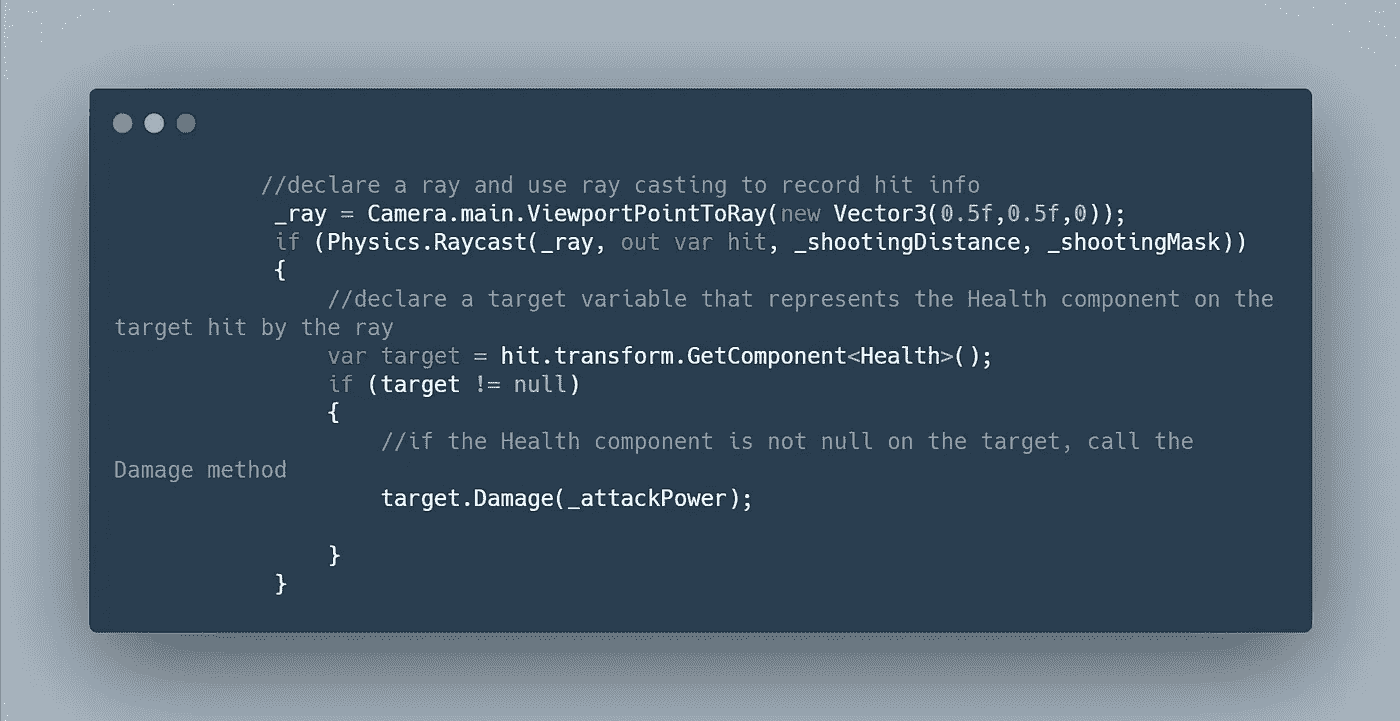 //declare a ray and use ray casting to record hit info
_ray = Camera.main.ViewportPointToRay(new Vector3(0.5f,0.5f,0));
if (Physics.Raycast(_ray, out var hit, _shootingDistance, _shootingMask))
{
//declare a target variable that represents the Health component on the
target hit by the ray
var target = hit.transform.GetComponent<Health>();
if (target != null)
{
//if the Health component is not null on the target, call the
Damage method
target.Damage(_attackPower);
}
}